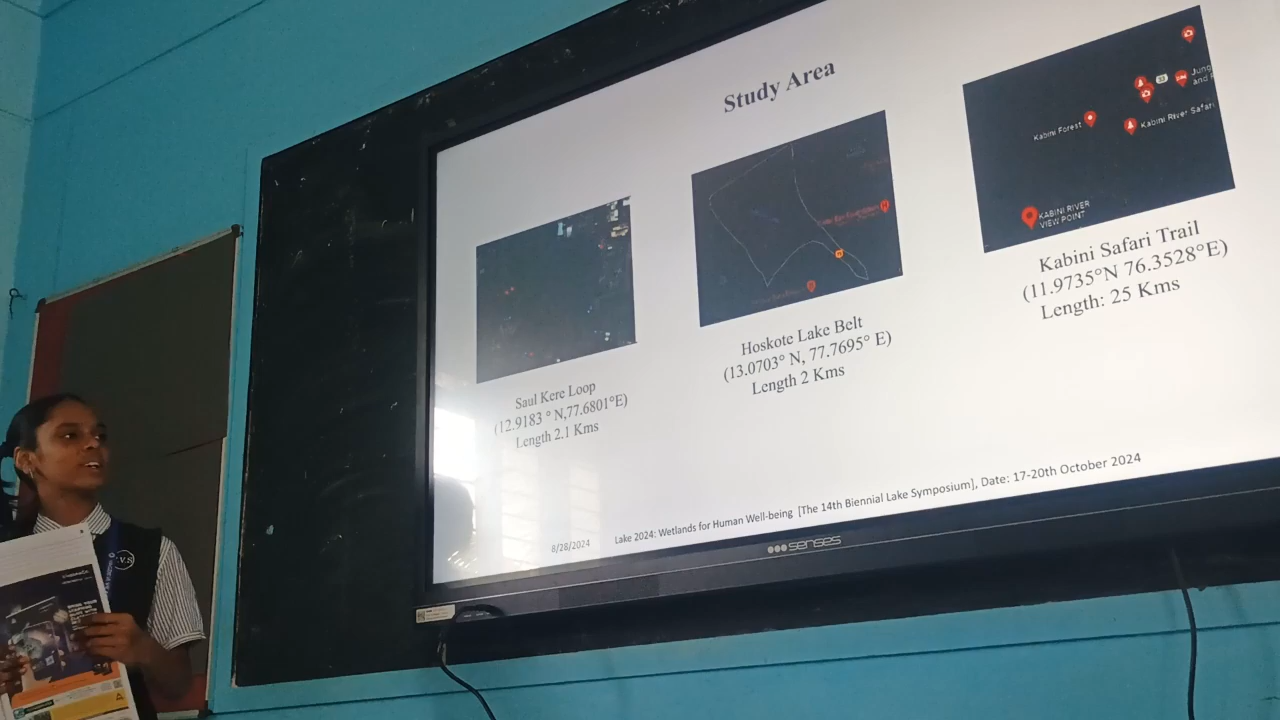 Study Area
Saul Kere Loop
(12.9183 ° N,77.6801°E)
Length 2.1 Kms
Hoskote Lake Belt
(13.0703° N, 77.7695° E)
Length 2 Kms
Kabini Forest
33
Jung
and
Kabini River Safari
KABINI RIVER
VIEW POINT
Kabini Safari Trail
(11.9735°N 76.3528°E)
Length: 25 Kms
8/28/2024
Lake 2024: Wetlands for Human Well-being [The 14th Biennial Lake Symposium], Date: 17-20th October 2024
senses